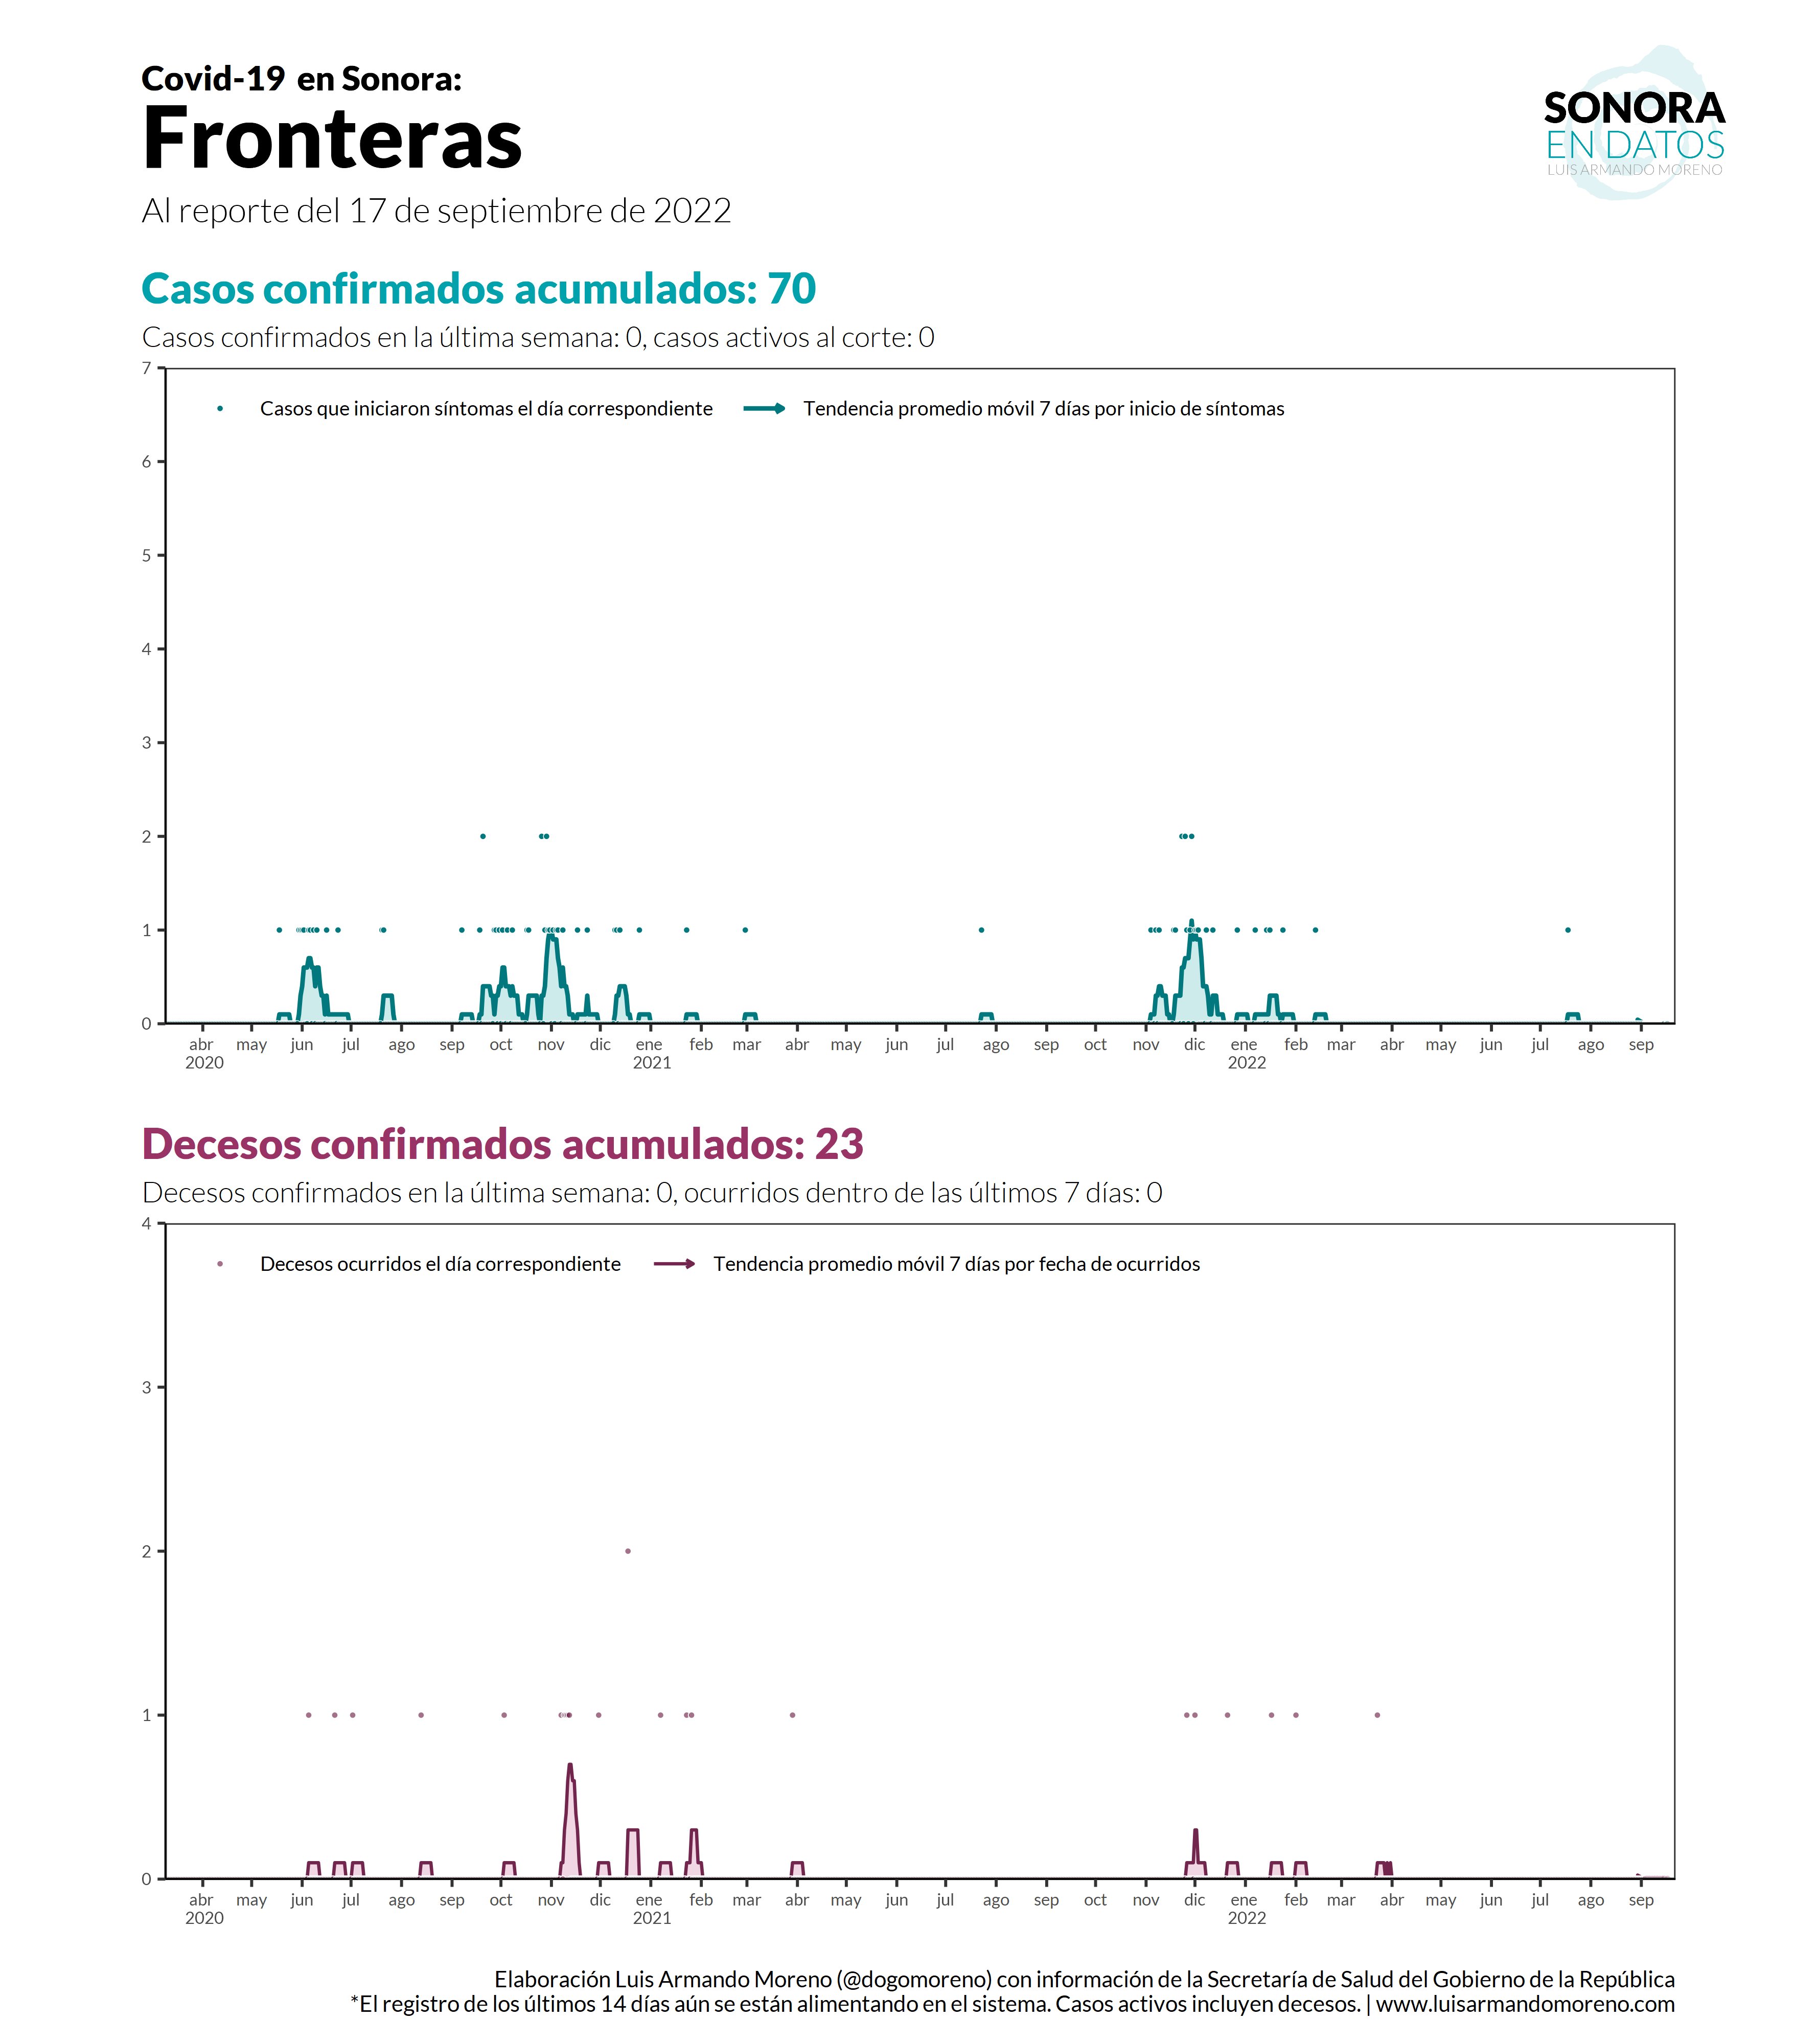 Covid-19 en Sonora:
Fronteras
Al reporte del 17 de septiembre de 2022
SONORA
EN DATOS
LUIS ARMANDO MORENO
Casos confirmados acumulados: 70
Casos confirmados en la última semana: 0, casos activos al corte: 0
Casos que iniciaron síntomas el día correspondiente
Tendencia promedio móvil 7 días por inicio de síntomas
7
6
5
4
3
2
1
0
abr may jun jul ago sep oct nov dic ene feb mar abr may jun jul ago sep oct nov dic ene feb mar abr may jun jul ago sep
2020 2021 2022
Decesos confirmados acumulados: 23
Decesos confirmados en la última semana: 0, ocurridos dentro de las últimos 7 días: 0
Decesos ocurridos el día correspondiente
Tendencia promedio móvil 7 días por fecha de ocurridos
4
3
2
1
0
abr may jun jul ago sep oct nov dic ene feb mar abr may jun jul ago sep oct nov dic ene feb mar abr may jun jul ago sep
2020 2021 2022
Elaboración Luis Armando Moreno (@dogomoreno) con información de la Secretaría de Salud del Gobierno de la República
*El registro de los últimos 14 días aún se están alimentando en el sistema. Casos activos incluyen decesos. | www.luisarmandomoreno.com